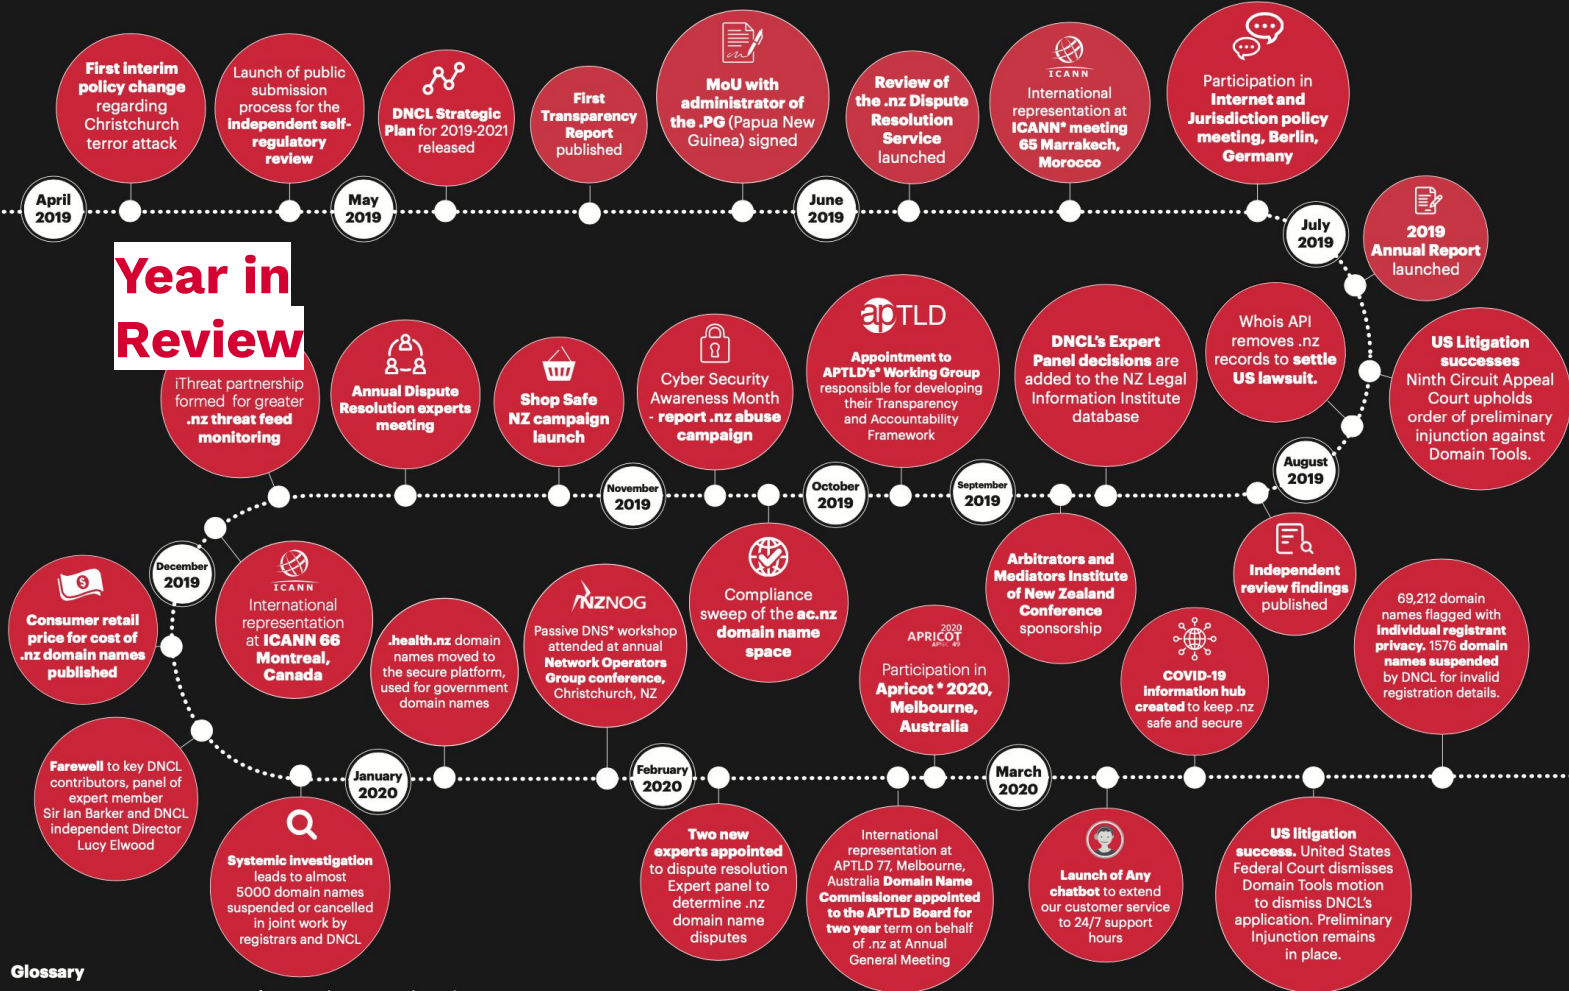 First interim
policy change
regarding
Christchurch
terror attack
Launch of public
submission
process for the
independent self-
regulatory
review
DNCL Strategic
Plan for 2019-2021
released
First
Transparency
Report
published
MoU with
administrator of
the .PG (Papua New
Guinea) signed
Review of
the .nz Dispute
Resolution
Service
launched
ICANN
International
representation at
ICANN* meeting
65 Marrakech,
Morocco
Participation in
Internet and
Jurisdiction policy
meeting, Berlin,
Germany
April
2019
May
2019
June
2019
July
2019
2019
Annual Report
launched
Year in
Review
US Litigation
successes
Ninth Circuit Appeal
Court upholds
order of preliminary
injunction against
Domain Tools.
Whois API
removes .nz
records to settle
US lawsuit.
August
2019
Independent
review findings
published
DNCL's Expert
Panel decisions are
added to the NZ Legal
Information Institute
database
Arbitrators and
Mediators Institute
of New Zealand
Conference
sponsorship
September
2019
apTLD
Appointment to
APTLD's* Working Group
responsible for developing
their Transparency
and Accountability
Framework
October
2019
Compliance
sweep of the ac.nz
domain name
space
Cyber Security
Awareness Month
- report .nz abuse
campaign
November
2019
Shop Safe
NZ campaign
launch
Annual Dispute
Resolution experts
meeting
iThreat partnership
formed for greater
.nz threat feed
monitoring
ICANN
International
representation
at ICANN 66
Montreal,
Canada
December
2019
Consumer retail
price for cost of
.nz domain names
published
Farewell to key DNCL
contributors, panel of
expert member
Sir Ian Barker and DNCL
independent Director
Lucy Elwood
Systemic investigation
leads to almost
5000 domain names
suspended or cancelled
in joint work by
registrars and DNCL
January
2020
.health.nz domain
names moved to
the secure platform,
used for government
domain names
NZNOG
Passive DNS* workshop
attended at annual
Network Operators
Group conference,
Christchurch, NZ
February
2020
Two new
experts appointed
to dispute resolution
Expert panel to
determine .nz
domain name
disputes
International
representation at
APTLD 77, Melbourne,
Australia Domain Name
Commissioner appointed
to the APTLD Board for
two year term on behalf
of .nz at Annual
General Meeting
2020
APRICOT
APNIC 49
Participation in
Apricot * 2020,
Melbourne,
Australia
March
2020
Launch of Any
chatbot to extend
our customer service
to 24/7 support
hours
COVID-19
information hub
created to keep .nz
safe and secure
US litigation
success. United States
Federal Court dismisses
Domain Tools motion
to dismiss DNCL's
application. Preliminary
Injunction remains
in place.
69,212 domain
names flagged with
individual registrant
privacy. 1576 domain
names suspended
by DNCL for invalid
registration details.
Glossary